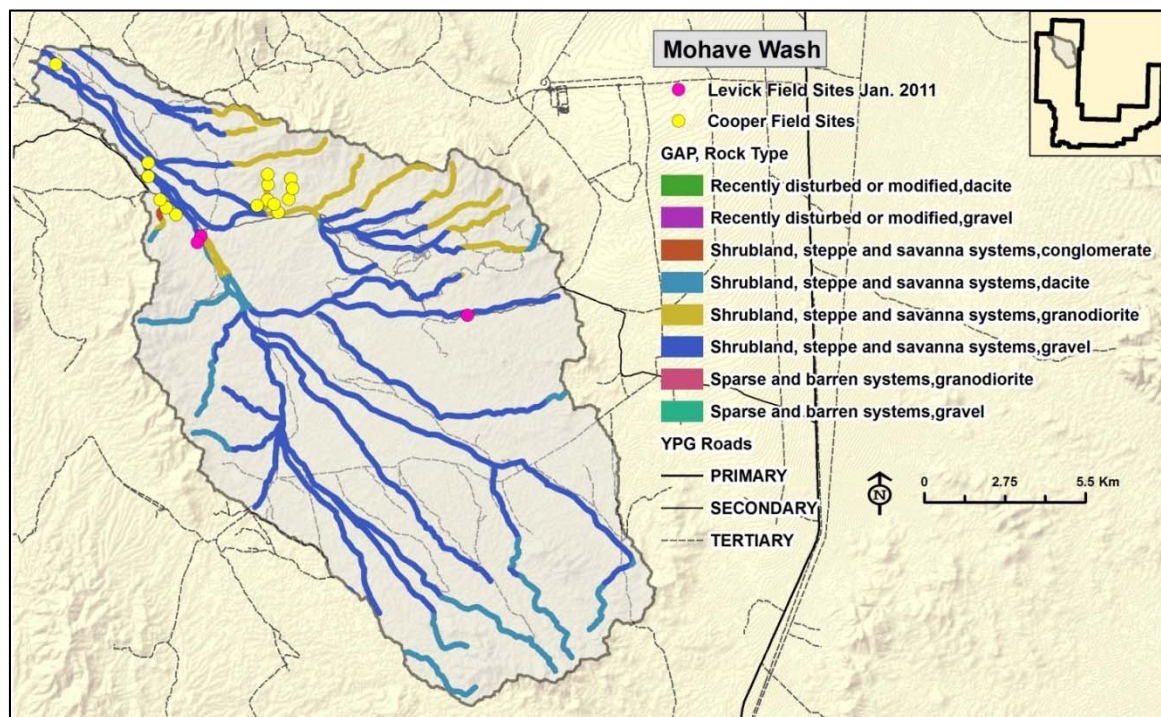 Mohave Wash
Levick Field Sites Jan. 2011
Cooper Field Sites
GAP, Rock Type
Recently disturbed or modified,dacite
Recently disturbed or modified,gravel
Shrubland, steppe and savanna systems,conglomerate
Shrubland, steppe and savanna systems,dacite
Shrubland, steppe and savanna systems,granodiorite
Shrubland, steppe and savanna systems,gravel
Sparse and barren systems,granodiorite
Sparse and barren systems,gravel
YPG Roads
PRIMARY
SECONDARY
TERTIARY
N
0 2.75 5.5 Km